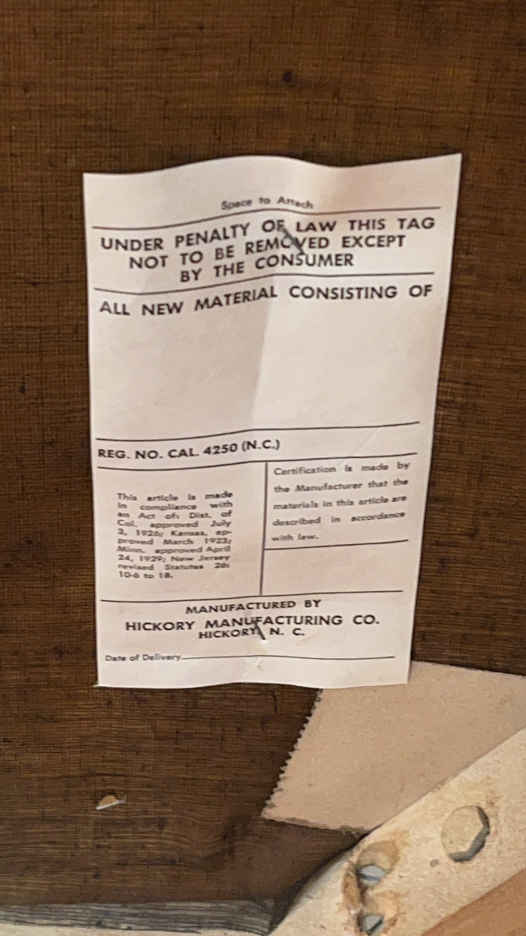 Space to Attach
UNDER PENALTY OF LAW THIS TAG
NOT TO BE REMOVED EXCEPT
BY THE CONSUMER
ALL NEW MATERIAL CONSISTING OF
REG. NO. CAL. 4250 (N.C.)
This article is made
in compliance with
an Act of: Dist. of
Col. approved July
3, 1926; Kansas, ap-
proved March 1923;
Minn. approved April
24, 1929; New Jersey
revised Statutes 26:
10-6 to 18.
Certification is made by
the Manufacturer that the
materials in this article are
described in accordance
with law.
MANUFACTURED BY
HICKORY MANUFACTURING CO.
HICKORY, N. C.
Date of Delivery